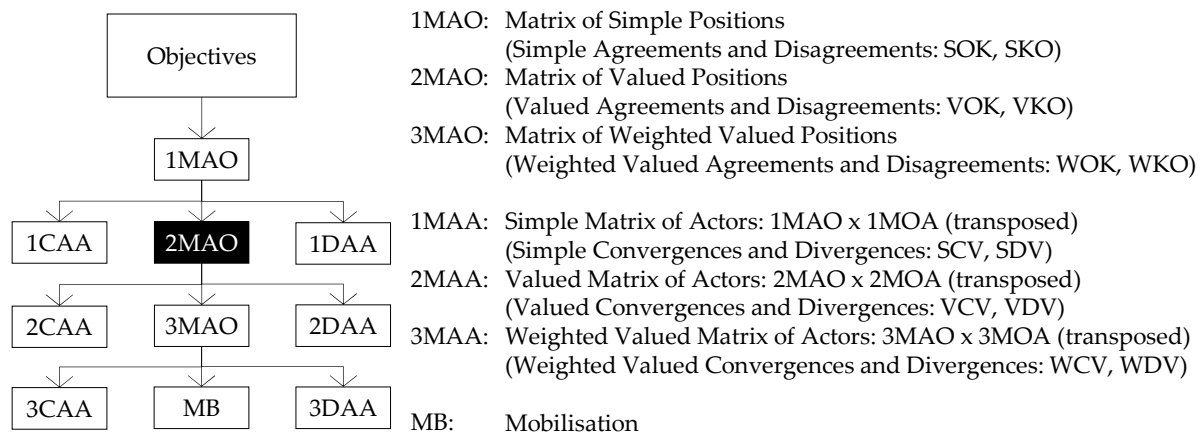 Objectives
1MAO
1CAA 2MAO 1DAA
2CAA 3MAO 2DAA
3CAA MB 3DAA
1MAO: Matrix of Simple Positions
(Simple Agreements and Disagreements: SOK, SKO)
2MAO: Matrix of Valued Positions
(Valued Agreements and Disagreements: VOK, VKO)
3MAO: Matrix of Weighted Valued Positions
(Weighted Valued Agreements and Disagreements: WOK, WKO)
1MAA: Simple Matrix of Actors: 1MAO x 1MOA (transposed)
(Simple Convergences and Divergences: SCV, SDV)
2MAA: Valued Matrix of Actors: 2MAO x 2MOA (transposed)
(Valued Convergences and Divergences: VCV, VDV)
3MAA: Weighted Valued Matrix of Actors: 3MAO x 3MOA (transposed)
(Weighted Valued Convergences and Divergences: WCV, WDV)
MB: Mobilisation